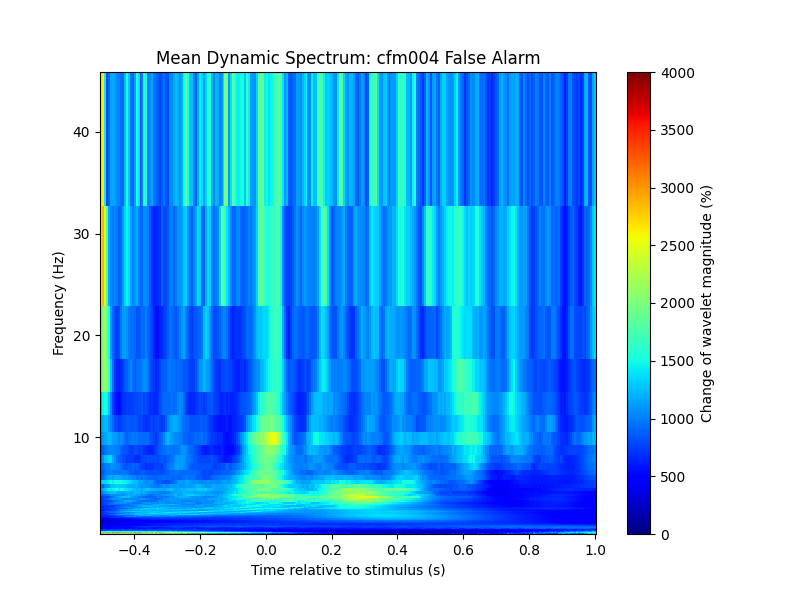 Mean Dynamic Spectrum: cfm004 False Alarm
Frequency (Hz)
40
30
20
10
−0.4 −0.2 0.0 0.2 0.4 0.6 0.8 1.0
Time relative to stimulus (s)
4000
3500
3000
2500
2000
1500
1000
500
0
Change of wavelet magnitude (%)